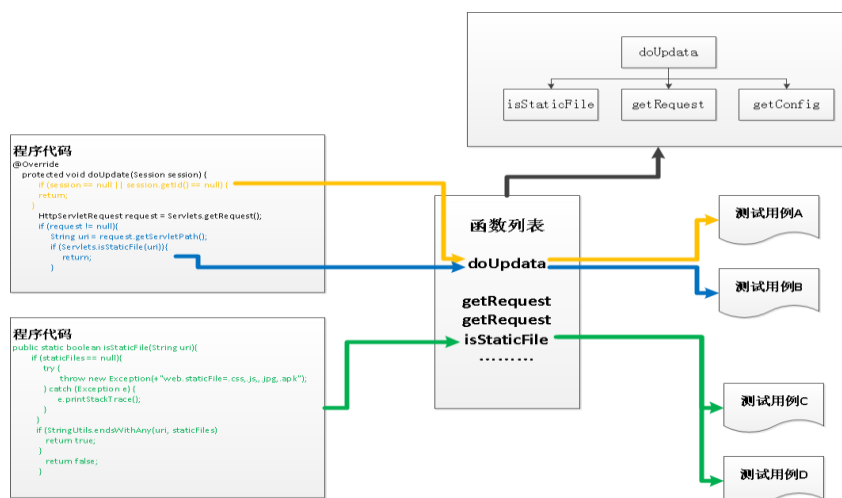 doUpdata
isStaticFile
getRequest
getConfig
程序代码
@Override
protected void doUpdate(Session session) {
if (session == null || session.getId() == null) {
return;
}
HttpServletRequest request = Servlets.getRequest();
if (request != null){
String uri = request.getServletPath();
if (Servlets.isStaticFile(uri)){
return;
}
程序代码
public static boolean isStaticFile(String uri){
if (staticFiles == null){
try {
throw new Exception(+"web.staticFile=.css,.js,,.jpg,.apk");
} catch (Exception e) {
e.printStackTrace();
}
}
if (StringUtils.endsWithAny(uri, staticFiles)
return true;
}
return false;
}
函数列表
doUpdata
getRequest
getRequest
isStaticFile
.........
测试用例A
测试用例B
测试用例C
测试用例D